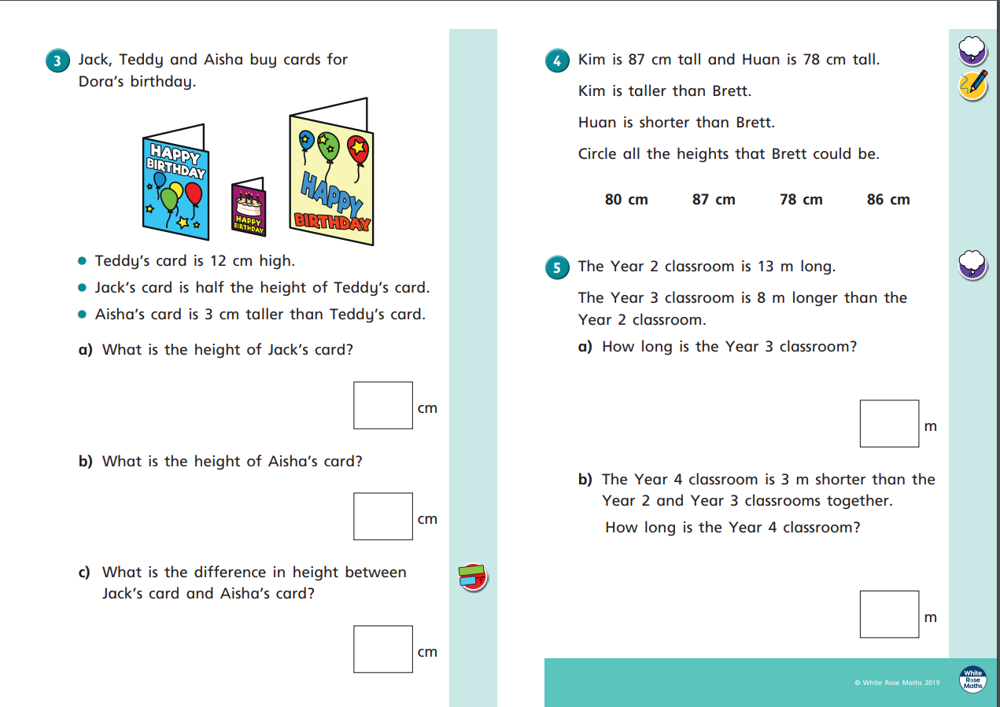 3 Jack, Teddy and Aisha buy cards for
Dora's birthday.
HAPPY
BIRTHDAY
HAPPY
BIRTHDAY
HAPPY
BIRTHDAY
• Teddy's card is 12 cm high.
• Jack's card is half the height of Teddy's card.
• Aisha's card is 3 cm taller than Teddy's card.
a) What is the height of Jack's card?
cm
b) What is the height of Aisha's card?
cm
c) What is the difference in height between
Jack's card and Aisha's card?
cm
?
4 Kim is 87 cm tall and Huan is 78 cm tall.
Kim is taller than Brett.
Huan is shorter than Brett.
Circle all the heights that Brett could be.
80 cm 87 cm 78 cm 86 cm
5 The Year 2 classroom is 13 m long.
The Year 3 classroom is 8 m longer than the
Year 2 classroom.
a) How long is the Year 3 classroom?
m
b) The Year 4 classroom is 3 m shorter than the
Year 2 and Year 3 classrooms together.
How long is the Year 4 classroom?
m
© White Rose Maths 2019
White
Rose
Maths